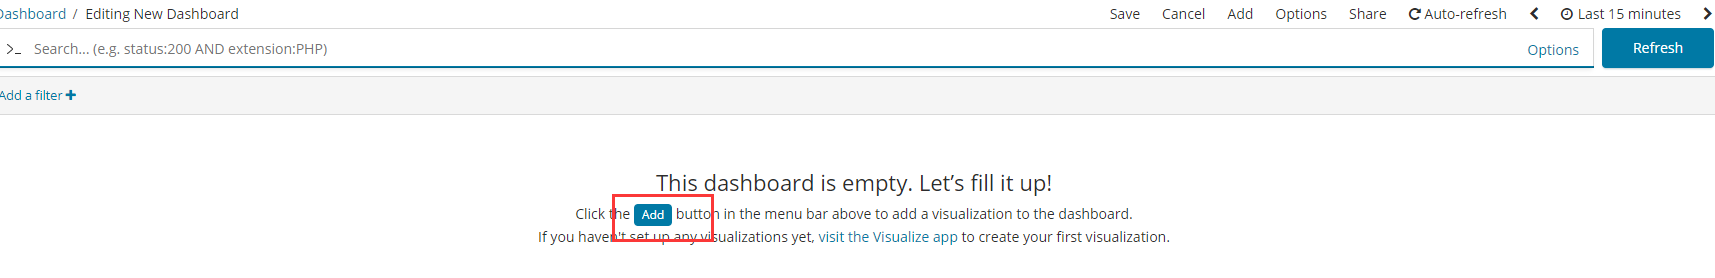 Dashboard / Editing New Dashboard
Save Cancel Add Options Share Auto-refresh Last 15 minutes
>_ Search... (e.g. status:200 AND extension:PHP) Options Refresh
Add a filter +
This dashboard is empty. Let’s fill it up!
Click the Add button in the menu bar above to add a visualization to the dashboard.
If you haven't set up any visualizations yet, visit the Visualize app to create your first visualization.